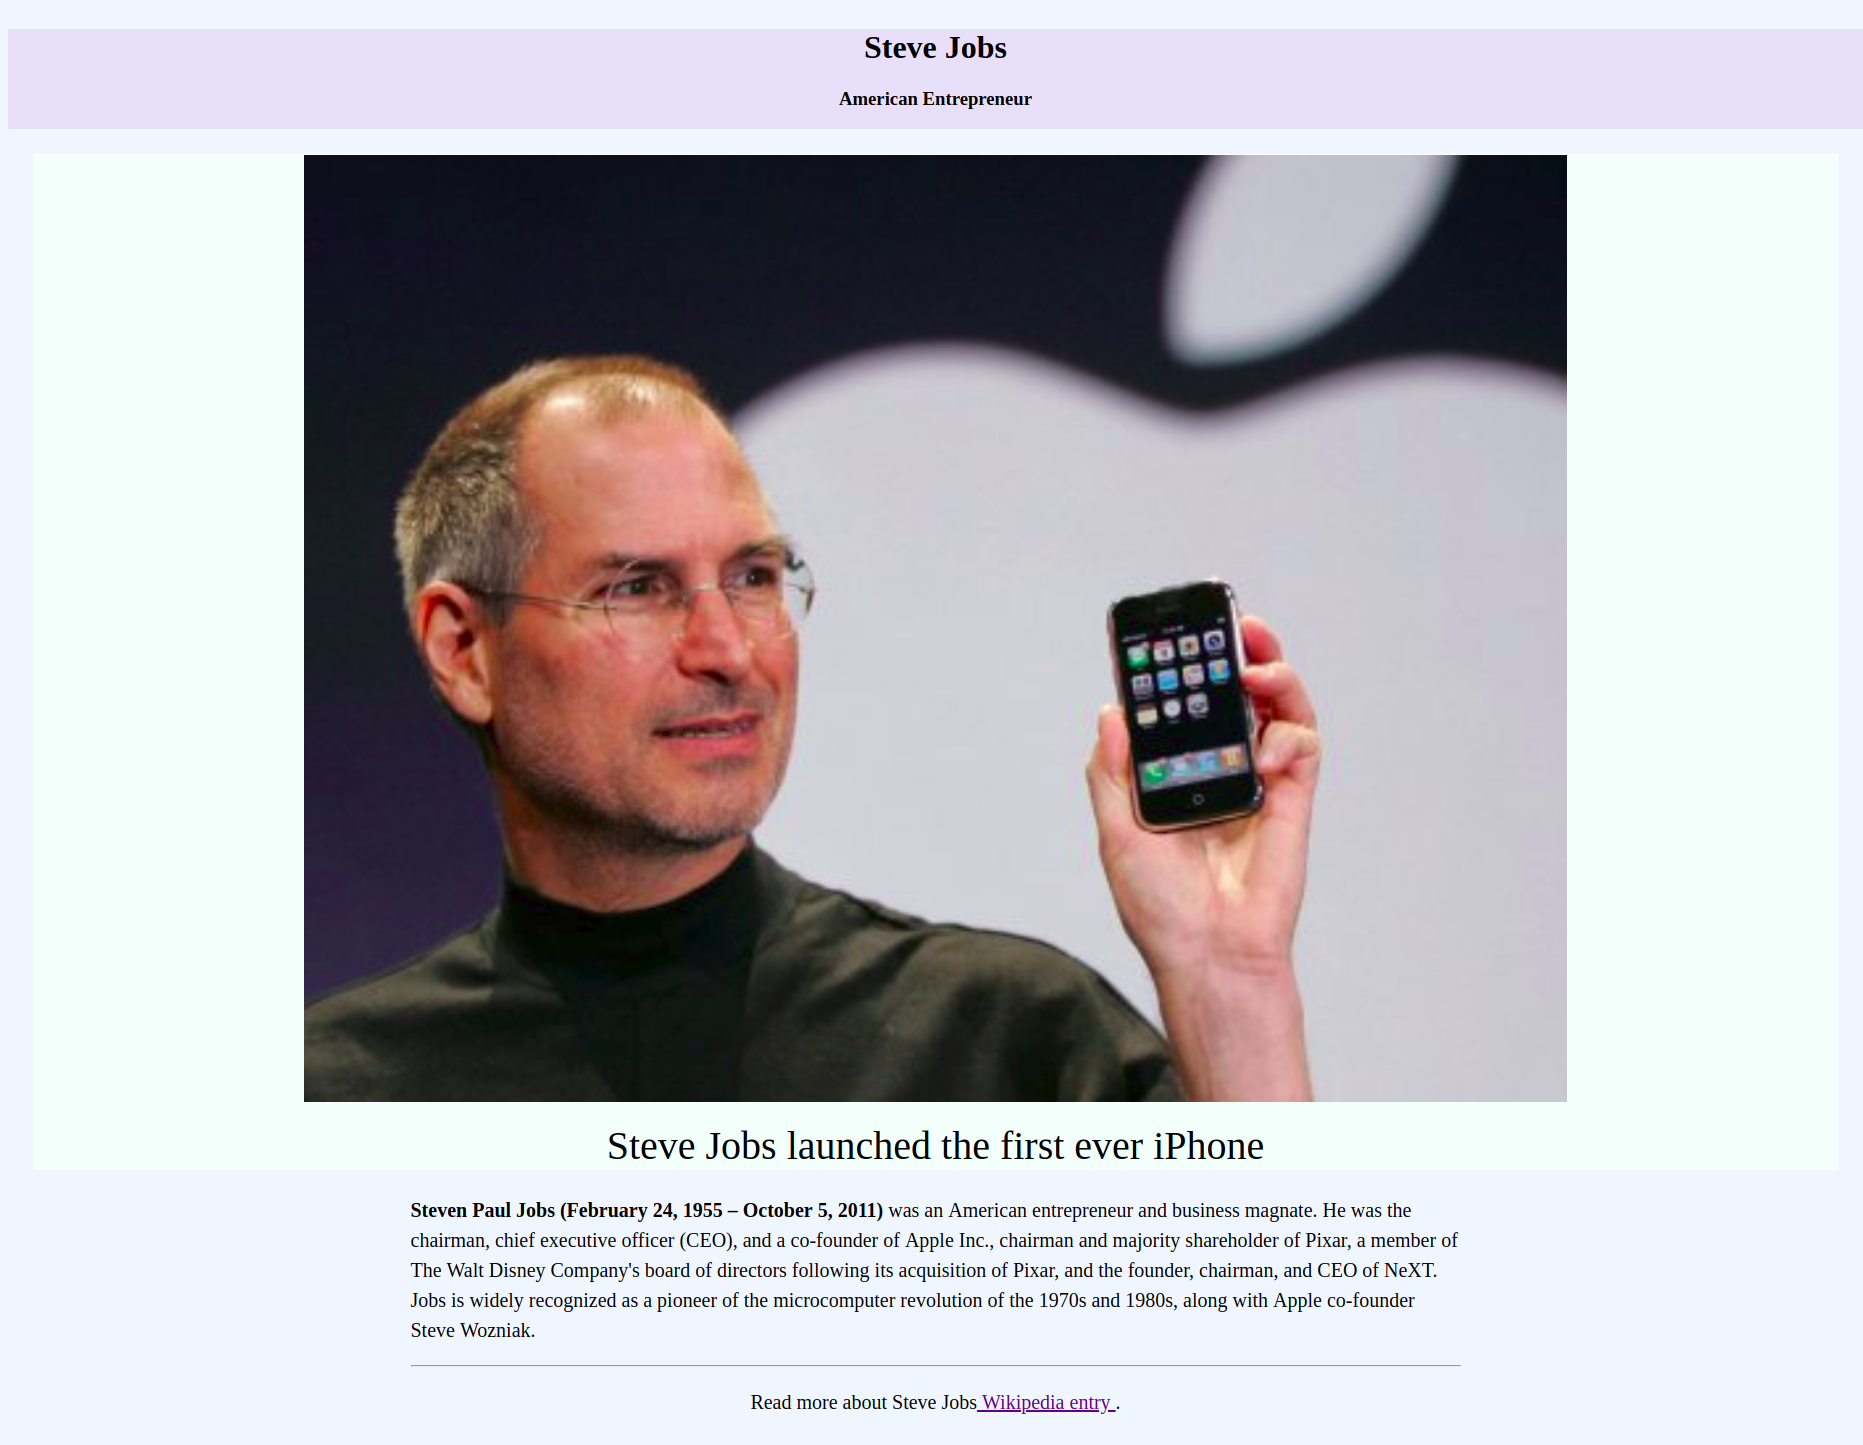 Steve Jobs
American Entrepreneur
Steve Jobs launched the first ever iPhone
Steven Paul Jobs (February 24, 1955 – October 5, 2011) was an American entrepreneur and business magnate. He was the
chairman, chief executive officer (CEO), and a co-founder of Apple Inc., chairman and majority shareholder of Pixar, a member of
The Walt Disney Company's board of directors following its acquisition of Pixar, and the founder, chairman, and CEO of NeXT.
Jobs is widely recognized as a pioneer of the microcomputer revolution of the 1970s and 1980s, along with Apple co-founder
Steve Wozniak.
Read more about Steve Jobs Wikipedia entry .